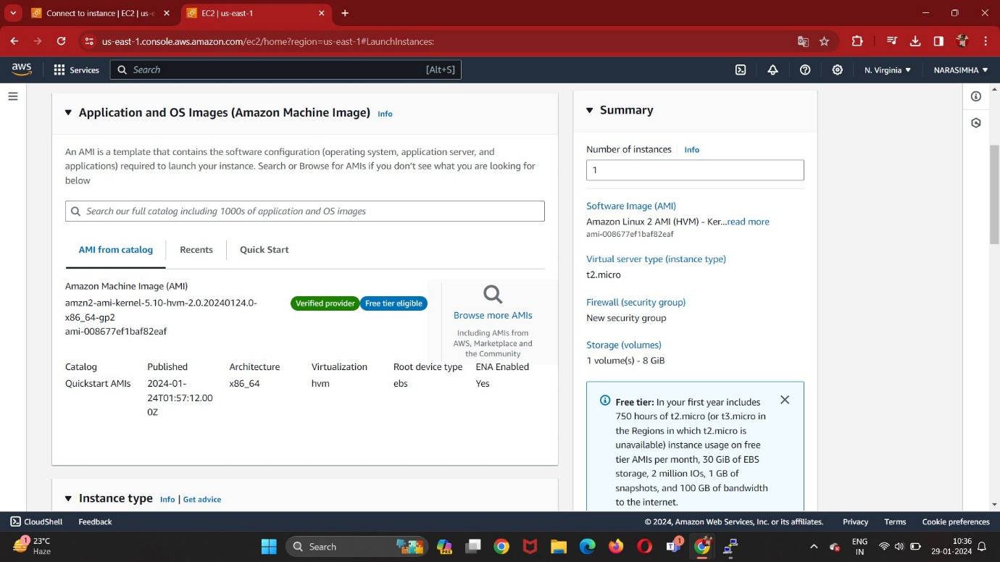 Connect to instance | EC2 | us-e
EC2 | us-east-1
us-east-1.console.aws.amazon.com/ec2/home?region=us-east-1#LaunchInstances:
aws
Services
Search
[Alt+S]
N. Virginia
NARASIMHA
Application and OS Images (Amazon Machine Image) Info
An AMI is a template that contains the software configuration (operating system, application server, and
applications) required to launch your instance. Search or Browse for AMIs if you don't see what you are looking for
below
Search our full catalog including 1000s of application and OS images
AMI from catalog
Recents
Quick Start
Amazon Machine Image (AMI)
amzn2-ami-kernel-5.10-hvm-2.0.20240124.0-
x86_64-gp2
ami-008677ef1baf82eaf
Verified provider
Free tier eligible
Browse more AMIs
Including AMIs from
AWS, Marketplace and
the Community
Catalog Published Architecture Virtualization Root device type ENA Enabled
Quickstart AMIs 2024-01- x86_64 hvm ebs Yes
24T01:57:12.00
0Z
Instance type Info | Get advice
Summary
Number of instances Info
1
Software Image (AMI)
Amazon Linux 2 AMI (HVM) - Ker...read more
ami-008677ef1baf82eaf
Virtual server type (instance type)
t2.micro
Firewall (security group)
New security group
Storage (volumes)
1 volume(s) - 8 GiB
Free tier: In your first year includes
750 hours of t2.micro (or t3.micro in
the Regions in which t2.micro is
unavailable) instance usage on free
tier AMIs per month, 30 GiB of EBS
storage, 2 million IOs, 1 GB of
snapshots, and 100 GB of bandwidth
to the internet.
CloudShell
Feedback
© 2024, Amazon Web Services, Inc. or its affiliates.
Privacy
Terms
Cookie preferences
1
23°C
Haze
Search
PRE
1
ENG
IN
10:36
29-01-2024